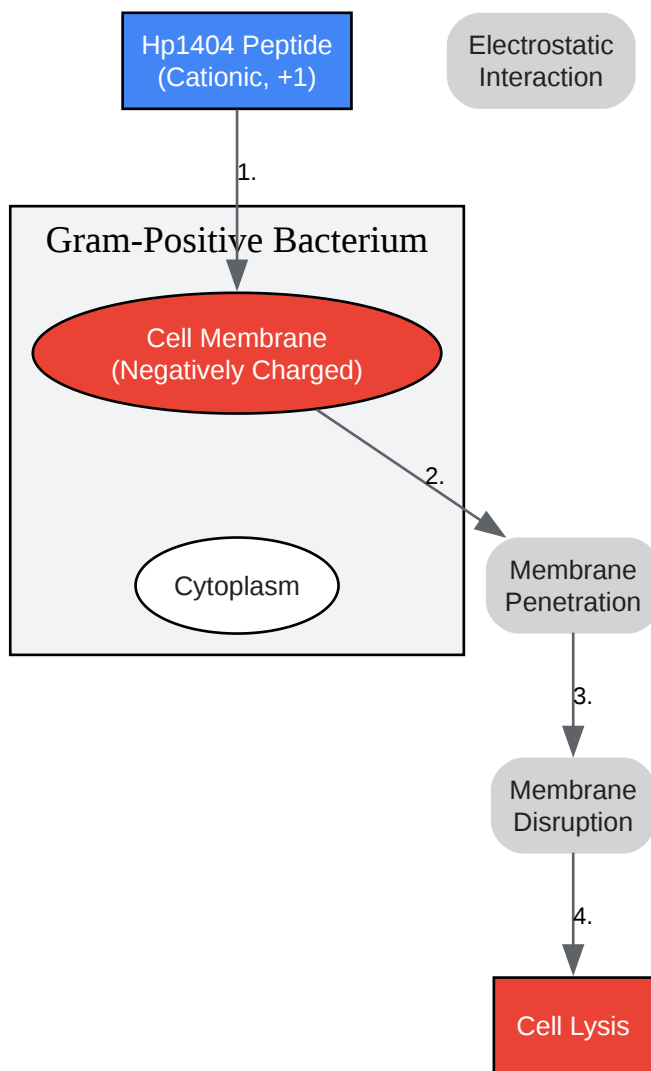 Hp1404 Peptide
(Cationic, +1)
Electrostatic
Interaction
1.
Gram-Positive Bacterium
Cell Membrane
(Negatively Charged)
2.
Cytoplasm
Membrane
Penetration
3.
Membrane
Disruption
4.
Cell Lysis